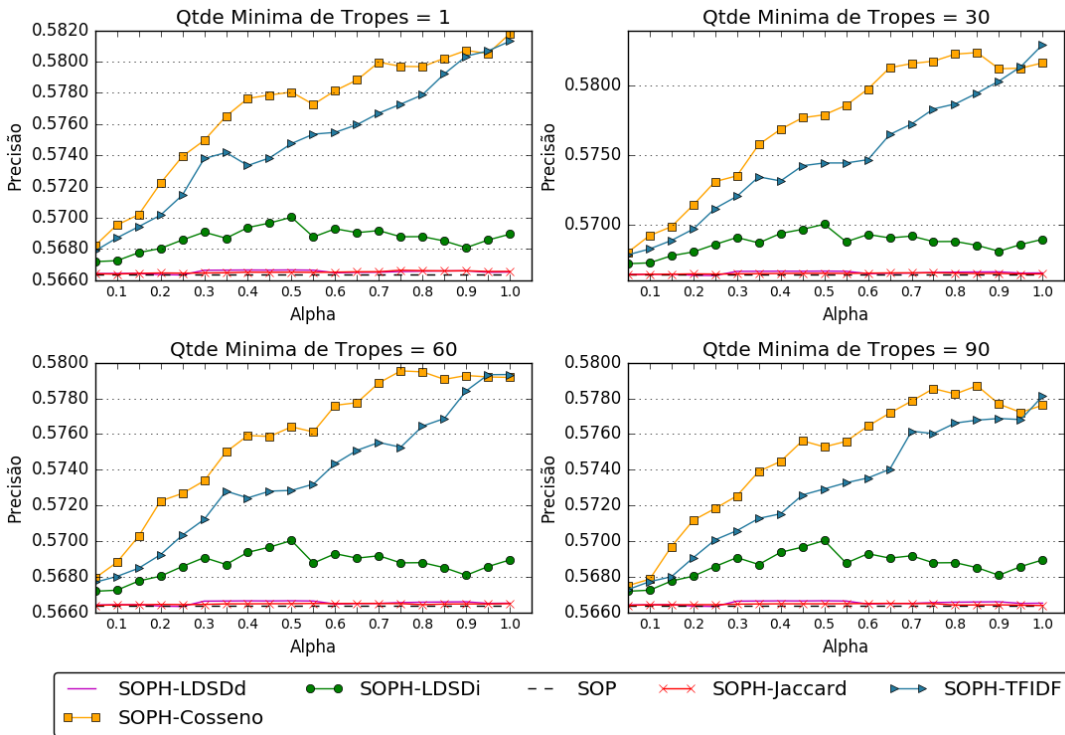 Qtde Minima de Tropes = 1
0.5820
0.5800
0.5780
0.5760
0.5740
0.5720
0.5700
0.5680
0.5660
Precisão
0.1 0.2 0.3 0.4 0.5 0.6 0.7 0.8 0.9 1.0
Alpha
Qtde Minima de Tropes = 30
0.5800
0.5750
0.5700
Precisão
0.1 0.2 0.3 0.4 0.5 0.6 0.7 0.8 0.9 1.0
Alpha
Qtde Minima de Tropes = 60
0.5800
0.5780
0.5760
0.5740
0.5720
0.5700
0.5680
0.5660
Precisão
0.1 0.2 0.3 0.4 0.5 0.6 0.7 0.8 0.9 1.0
Alpha
Qtde Minima de Tropes = 90
0.5800
0.5780
0.5760
0.5740
0.5720
0.5700
0.5680
0.5660
Precisão
0.1 0.2 0.3 0.4 0.5 0.6 0.7 0.8 0.9 1.0
Alpha
SOPH-LDSDd SOPH-LDSDi SOP SOPH-Jaccard SOPH-TFIDF
SOPH-Cosseno